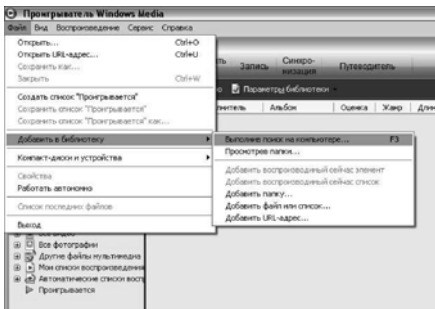 Проигрыватель Windows Media
Файл Вид Воспроизведение Сервис Справка
Открыть... Ctrl+O
Открыть URL-адрес... Ctrl+U
Сохранить как...
Закрыть Ctrl+W
Создать список "Проигрывается"
Сохранить список "Проигрывается"
Сохранить список "Проигрывается" как...
Добавить в библиотеку
Компакт-диски и устройства
Свойства
Работать автономно
Список последних файлов
Выход
Запись Синхро-низация Путеводитель
Параметры библиотеки
Альбом Оценка Жанр
Выполнив поиск на компьютере... F3
Просмотрев папки...
Добавить воспроизводимый сейчас элемент
Добавить воспроизводимый сейчас список
Добавить папку...
Добавить файл или список...
Добавить URL-адрес...
Все фотографии
Другие файлы мультимедиа
Мои списки воспроизведения
Автоматические списки восп
Проигрывается